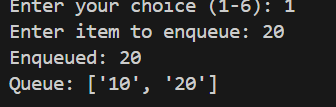 Enter your choice (1-6): 1
Enter item to enqueue: 20
Enqueued: 20
Queue: ['10', '20']